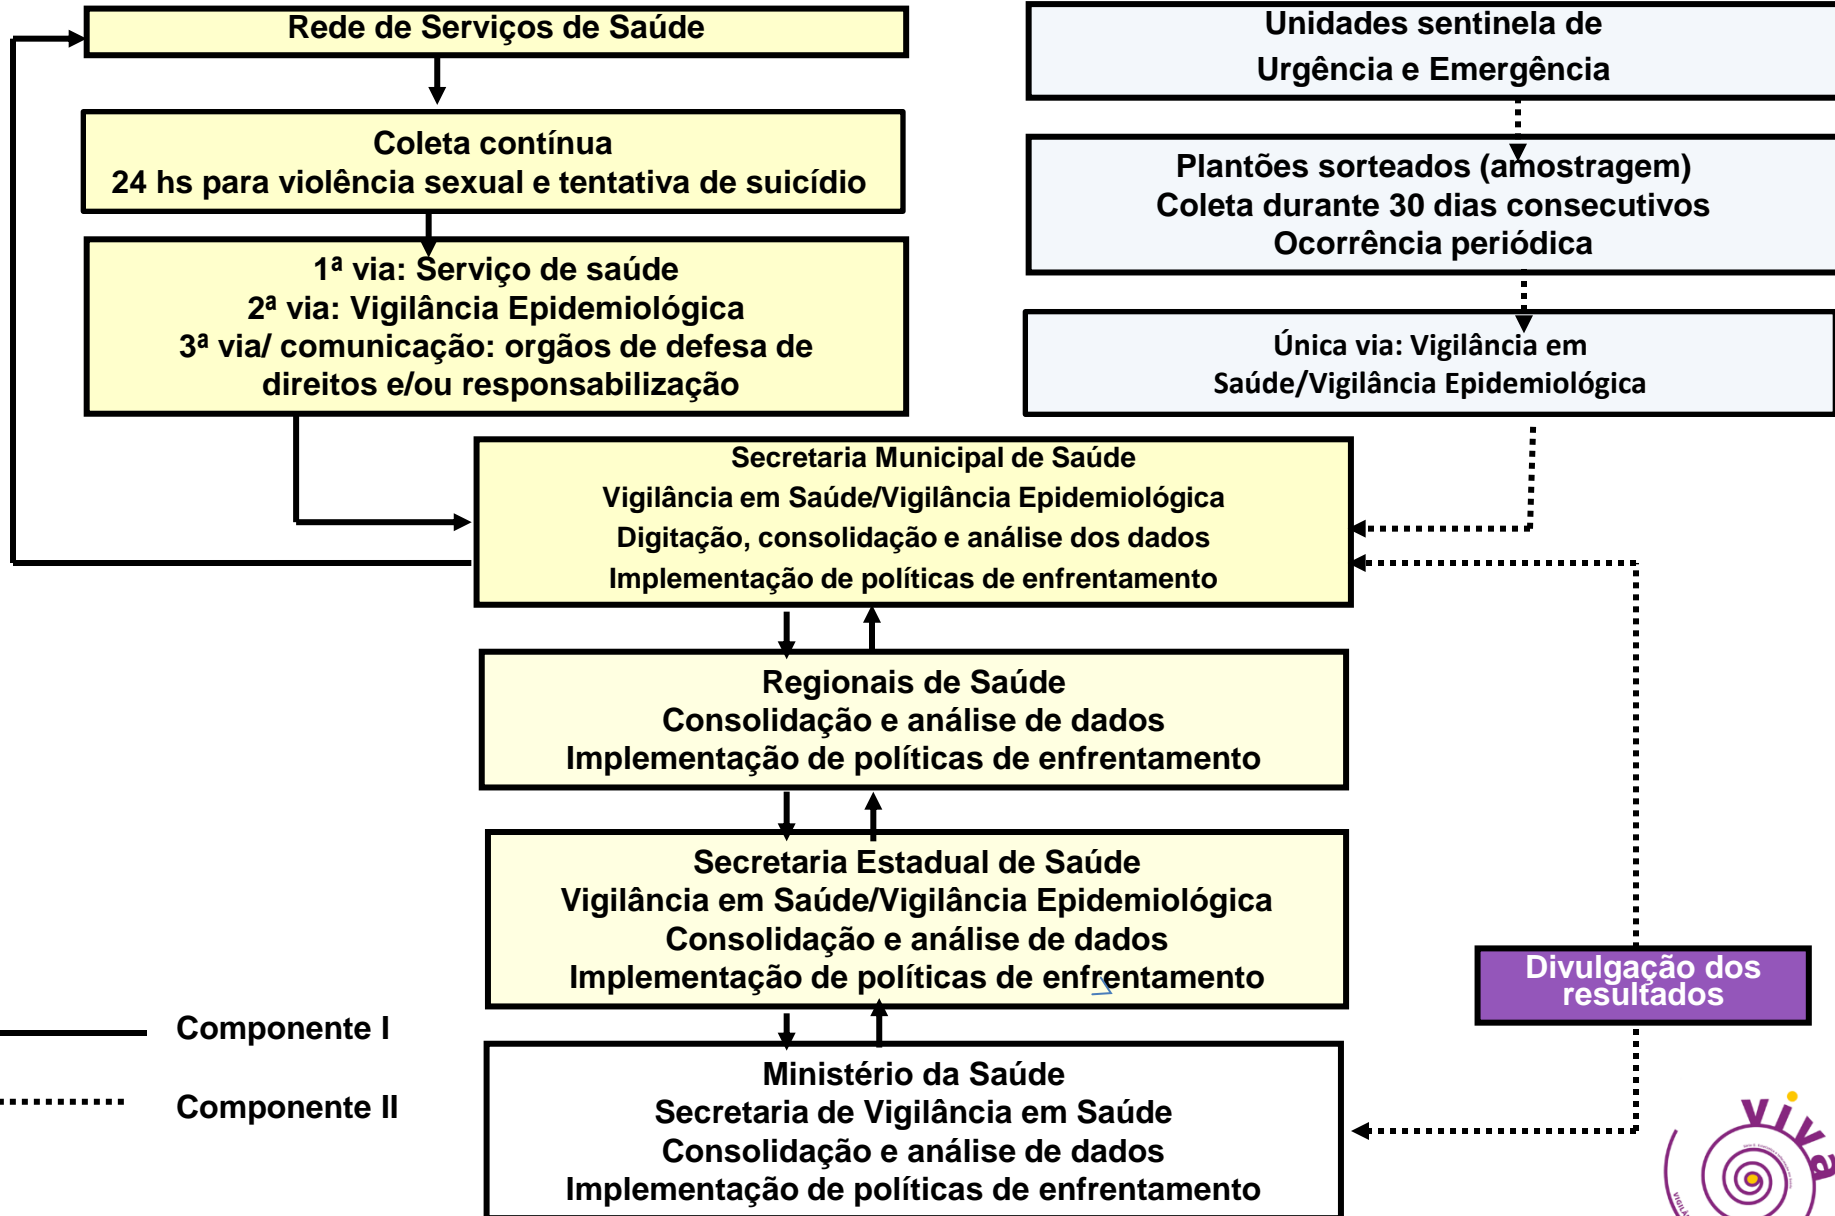 Rede de Serviços de Saúde
Coleta contínua
24 hs para violência sexual e tentativa de suicídio
1ª via: Serviço de saúde
2ª via: Vigilância Epidemiológica
3ª via/ comunicação: orgãos de defesa de
direitos e/ou responsabilização
Unidades sentinela de
Urgência e Emergência
Plantões sorteados (amostragem)
Coleta durante 30 dias consecutivos
Ocorrência periódica
Única via: Vigilância em
Saúde/Vigilância Epidemiológica
Secretaria Municipal de Saúde
Vigilância em Saúde/Vigilância Epidemiológica
Digitação, consolidação e análise dos dados
Implementação de políticas de enfrentamento
Regionais de Saúde
Consolidação e análise de dados
Implementação de políticas de enfrentamento
Secretaria Estadual de Saúde
Vigilância em Saúde/Vigilância Epidemiológica
Consolidação e análise de dados
Implementação de políticas de enfrentamento
Divulgação dos
resultados
Componente I
Componente II
Ministério da Saúde
Secretaria de Vigilância em Saúde
Consolidação e análise de dados
Implementação de políticas de enfrentamento
viva